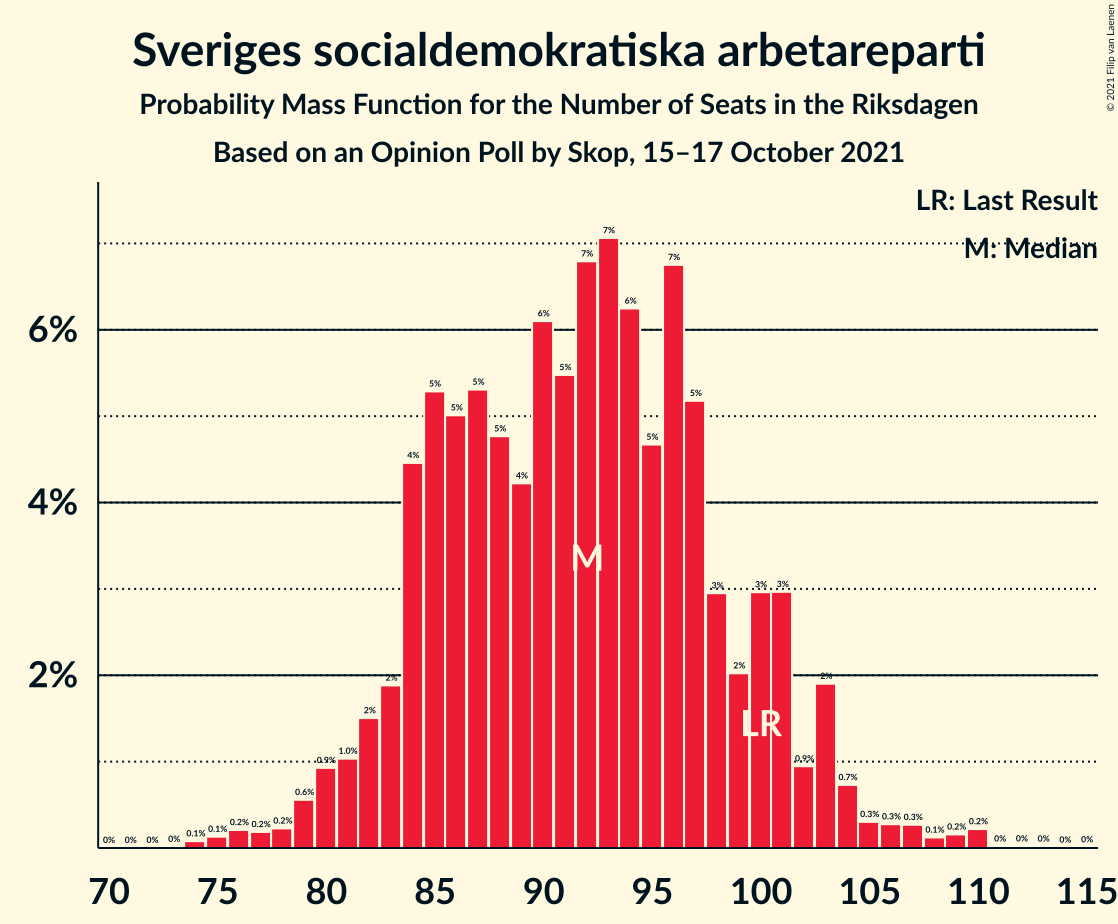 Sveriges socialdemokratiska arbetareparti
Probability Mass Function for the Number of Seats in the Riksdagen
Based on an Opinion Poll by Skop, 15–17 October 2021
© 2021 Filip van Laenen
LR: Last Result
M: Median
6%
4%
2%
0% 0% 0% 0% 0.1% 0.1% 0.2% 0.2% 0.2% 0.6% 0.9% 1.0% 2% 2% 4% 5% 5% 5% 5% 4% 6% 5% 7% 7% 6% 5% 7% 5% 3% 2% 3% 3% 0.9% 2% 0.7% 0.3% 0.3% 0.3% 0.1% 0.2% 0.2% 0% 0% 0% 0% 0%
M
LR
70 75 80 85 90 95 100 105 110 115